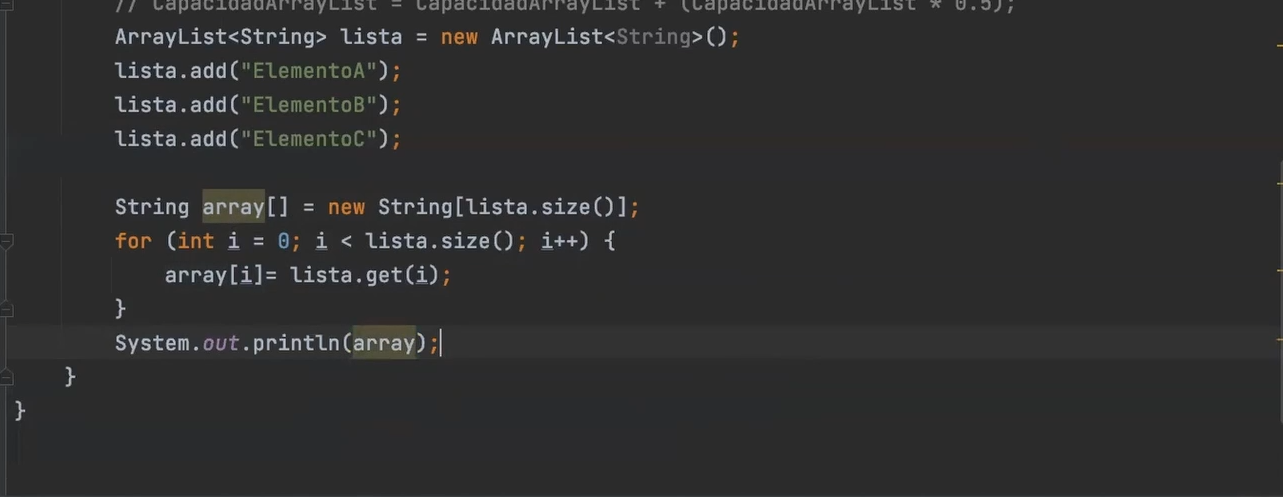 // CapacidadArrayList = CapacidadArrayList + (CapacidadArrayList * 0.5);
ArrayList<String> lista = new ArrayList<String>();
lista.add("ElementoA");
lista.add("ElementoB");
lista.add("ElementoC");
String array[] = new String[lista.size()];
for (int i = 0; i < lista.size(); i++) {
array[i]= lista.get(i);
}
System.out.println(array);
}
}